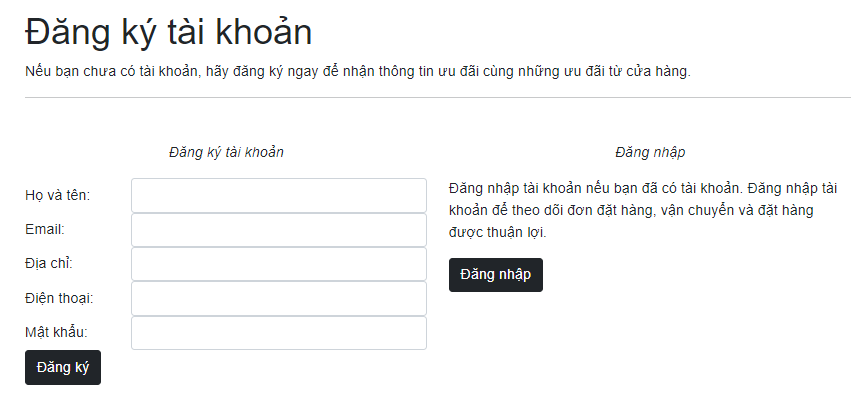 Đăng ký tài khoản
Nếu bạn chưa có tài khoản, hãy đăng ký ngay để nhận thông tin ưu đãi cùng những ưu đãi từ cửa hàng.
Đăng ký tài khoản
Họ và tên:
Email:
Địa chỉ:
Điện thoại:
Mật khẩu:
Đăng ký
Đăng nhập
Đăng nhập tài khoản nếu bạn đã có tài khoản. Đăng nhập tài
khoản để theo dõi đơn đặt hàng, vận chuyển và đặt hàng
được thuận lợi.
Đăng nhập